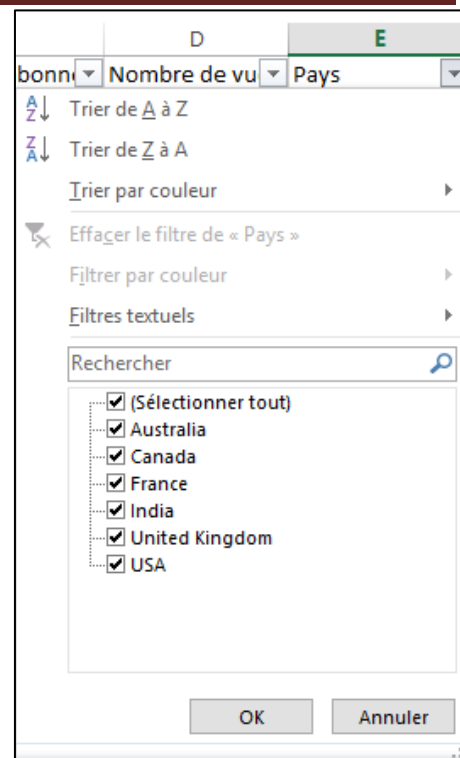 D E
bonn Nombre de vu Pays
Trier de A à Z
Trier de Z à A
Trier par couleur
Effacer le filtre de « Pays »
Filtrer par couleur
Filtres textuels
Rechercher
(Sélectionner tout)
Australia
Canada
France
India
United Kingdom
USA
OK Annuler